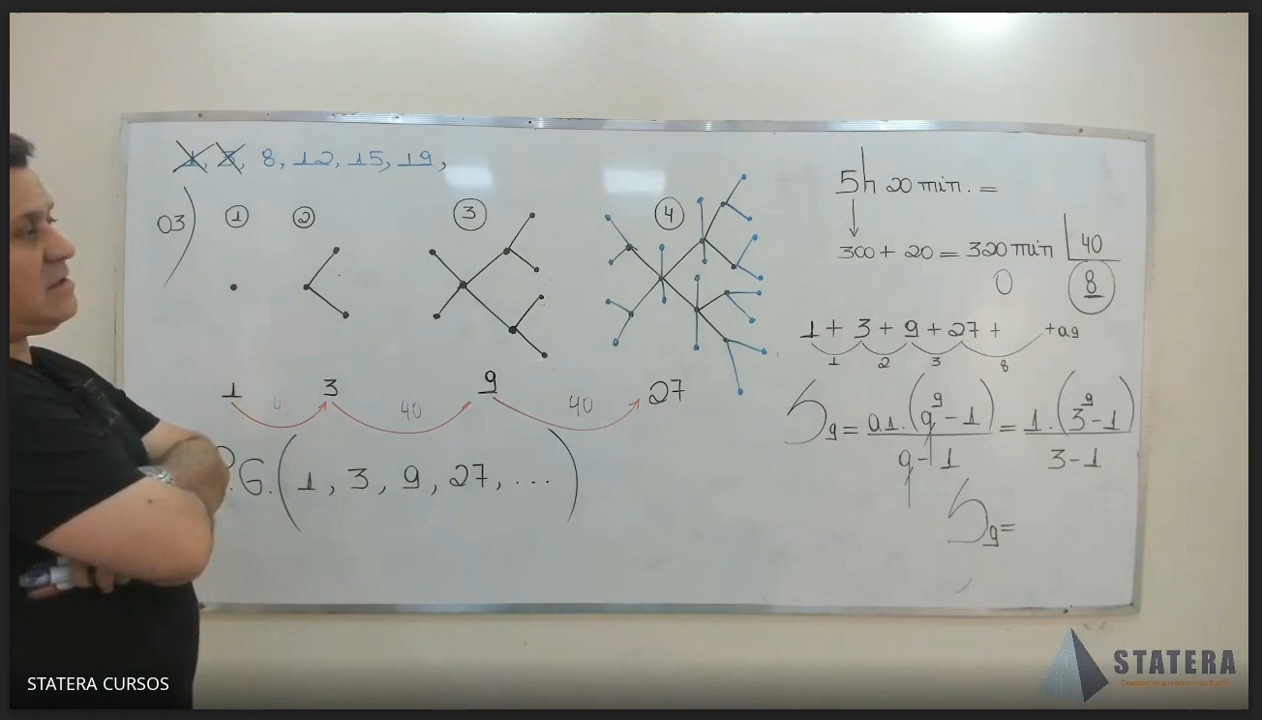 1, 3, 8, 12, 15, 19,
03) 1 2 3 4
1 3 9 27
40 40
P.G. (1, 3, 9, 27, ...)
5h 20 min. =
300 + 20 = 320 min 40
0 8
1 + 3 + 9 + 27 + + a9
1 2 3 8
S9 = a1.(q^9 - 1) / q - 1 = 1.(3^9 - 1) / 3 - 1
S9 =
STATERA CURSOS
STATERA